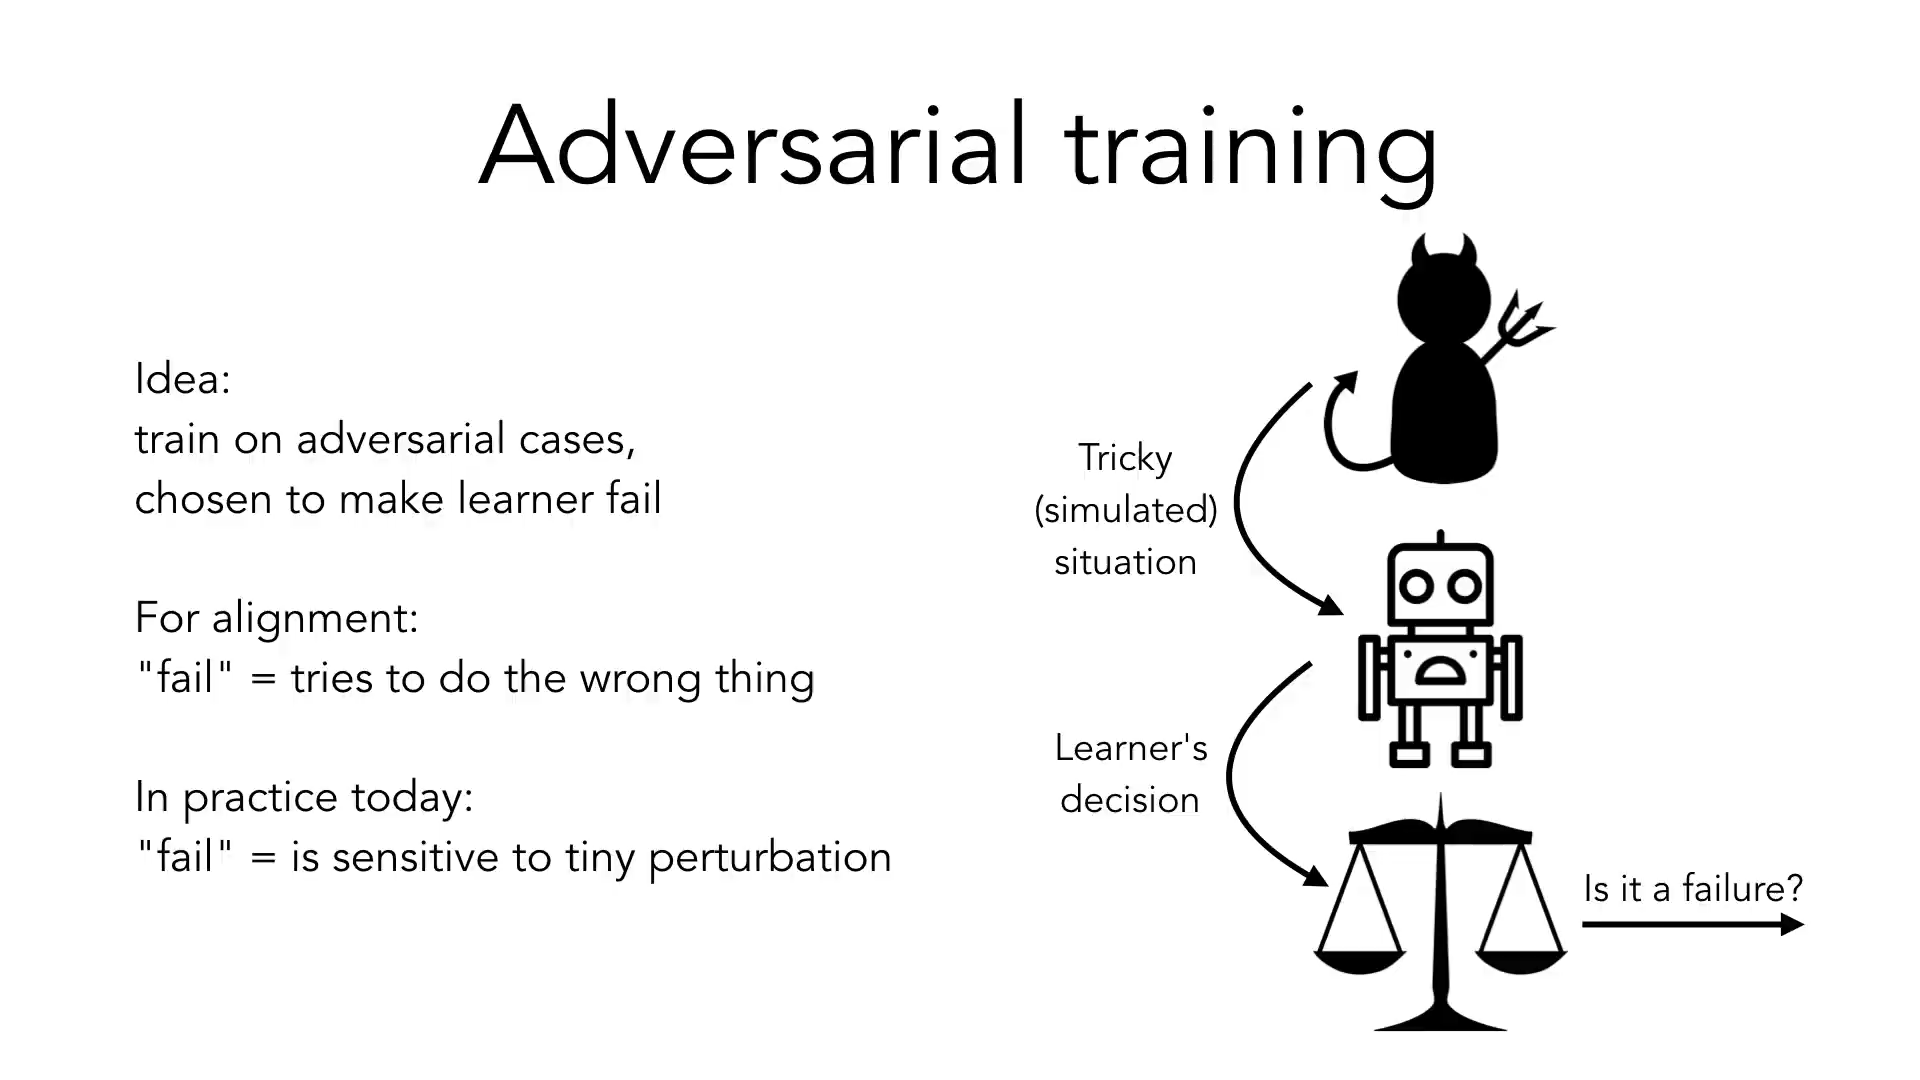 Adversarial training
Idea:
train on adversarial cases,
chosen to make learner fail
For alignment:
"fail" = tries to do the wrong thing
In practice today:
"fail" = is sensitive to tiny perturbation
Tricky
(simulated)
situation
Learner's
decision
Is it a failure?